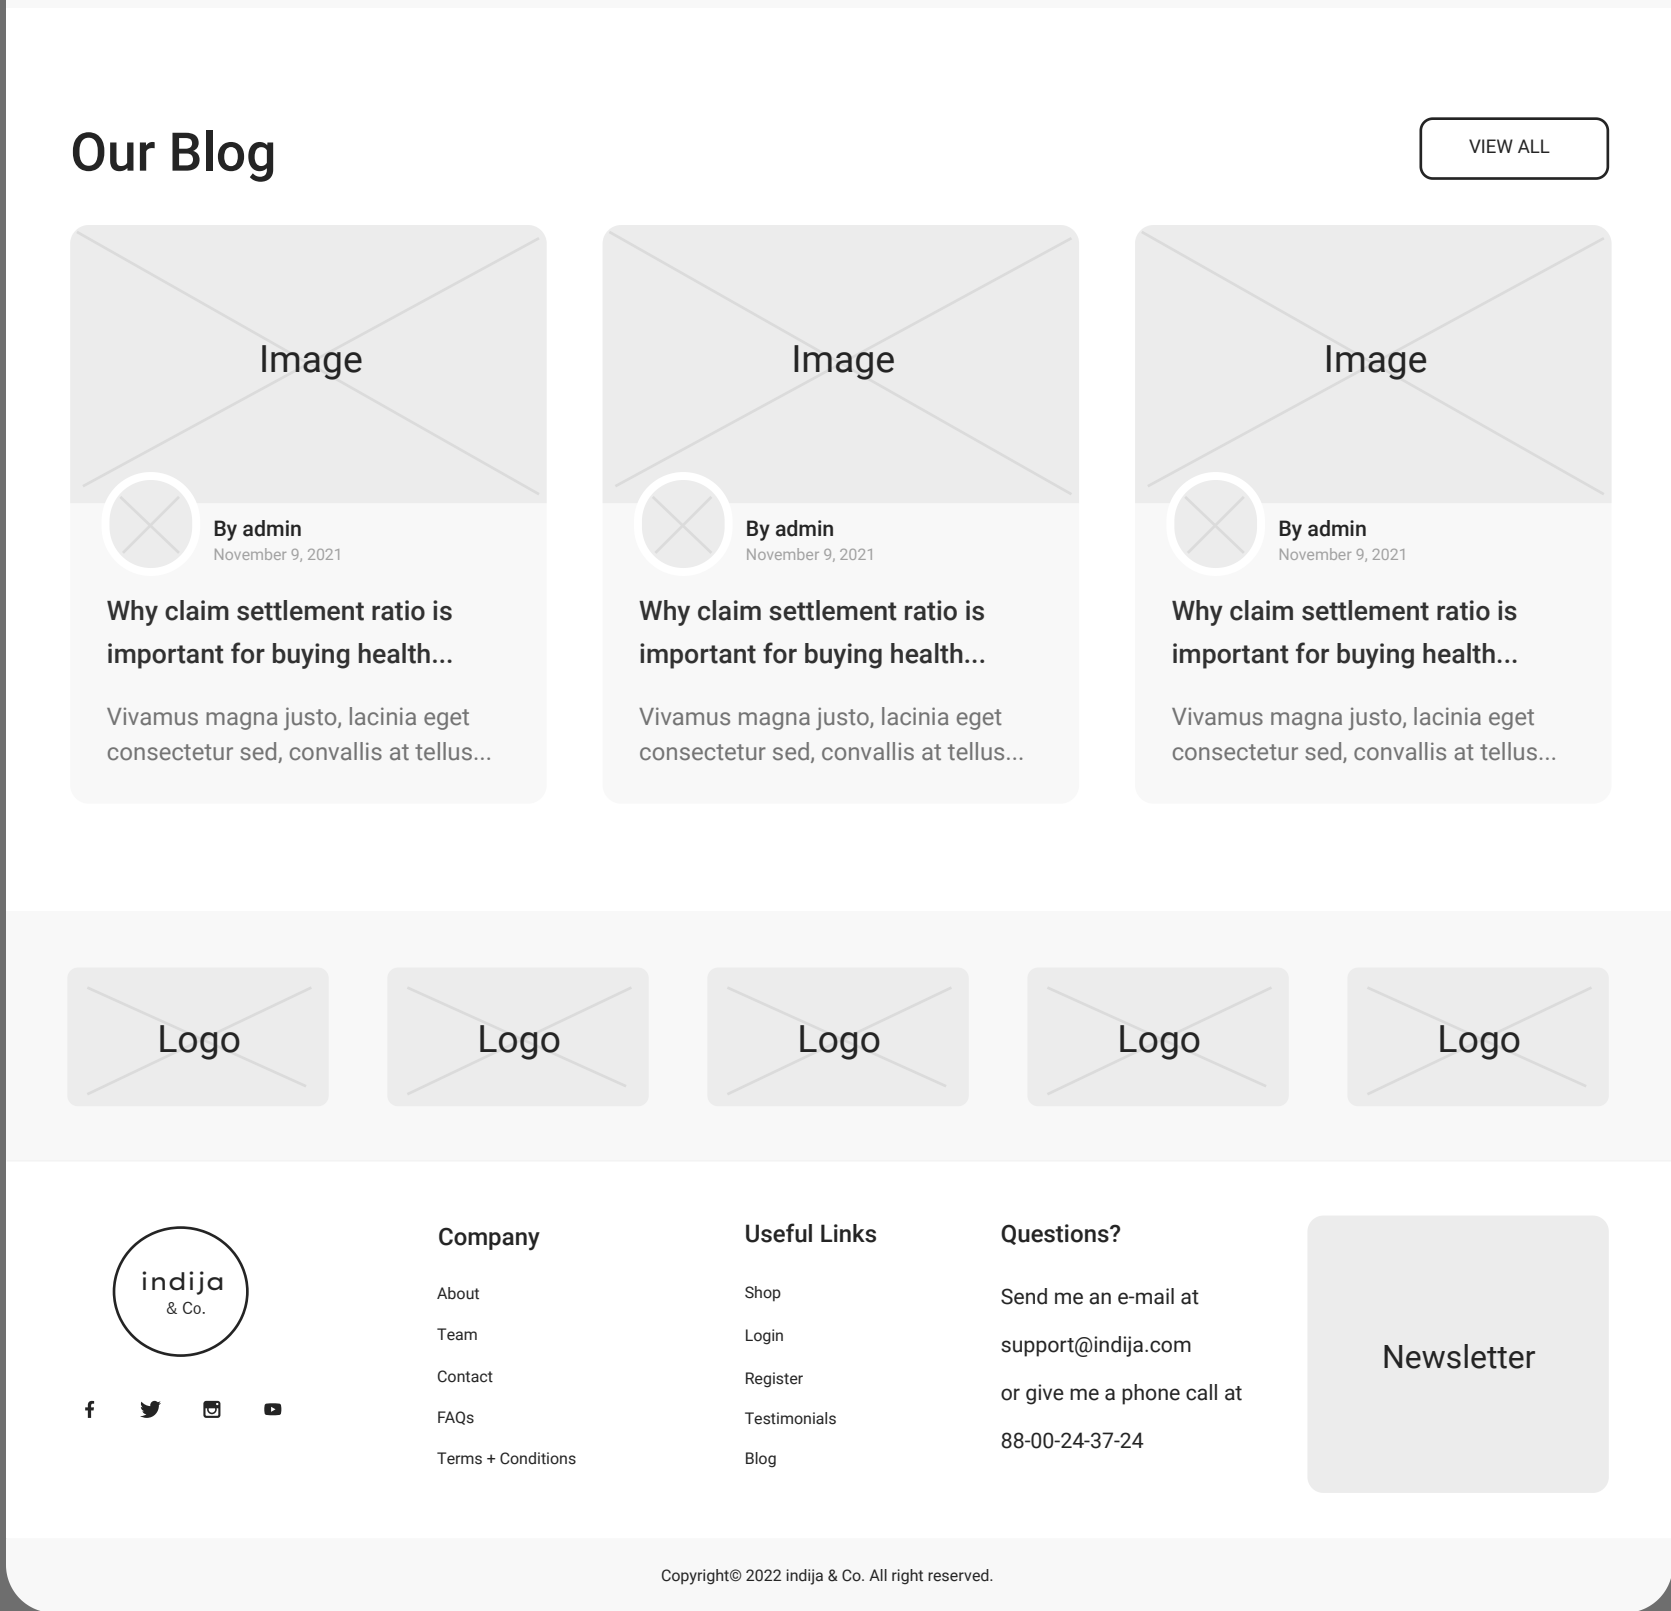 Our Blog
VIEW ALL
Image
Image
Image
By admin
November 9, 2021
Why claim settlement ratio is
important for buying health...
Vivamus magna justo, lacinia eget
consectetur sed, convallis at tellus...
By admin
November 9, 2021
Why claim settlement ratio is
important for buying health...
Vivamus magna justo, lacinia eget
consectetur sed, convallis at tellus...
By admin
November 9, 2021
Why claim settlement ratio is
important for buying health...
Vivamus magna justo, lacinia eget
consectetur sed, convallis at tellus...
Logo
Logo
Logo
Logo
Logo
indija
& Co.
Company
About
Team
Contact
FAQs
Terms + Conditions
Useful Links
Shop
Login
Register
Testimonials
Blog
Questions?
Send me an e-mail at
support@indija.com
or give me a phone call at
88-00-24-37-24
Newsletter
Copyright© 2022 indija & Co. All right reserved.